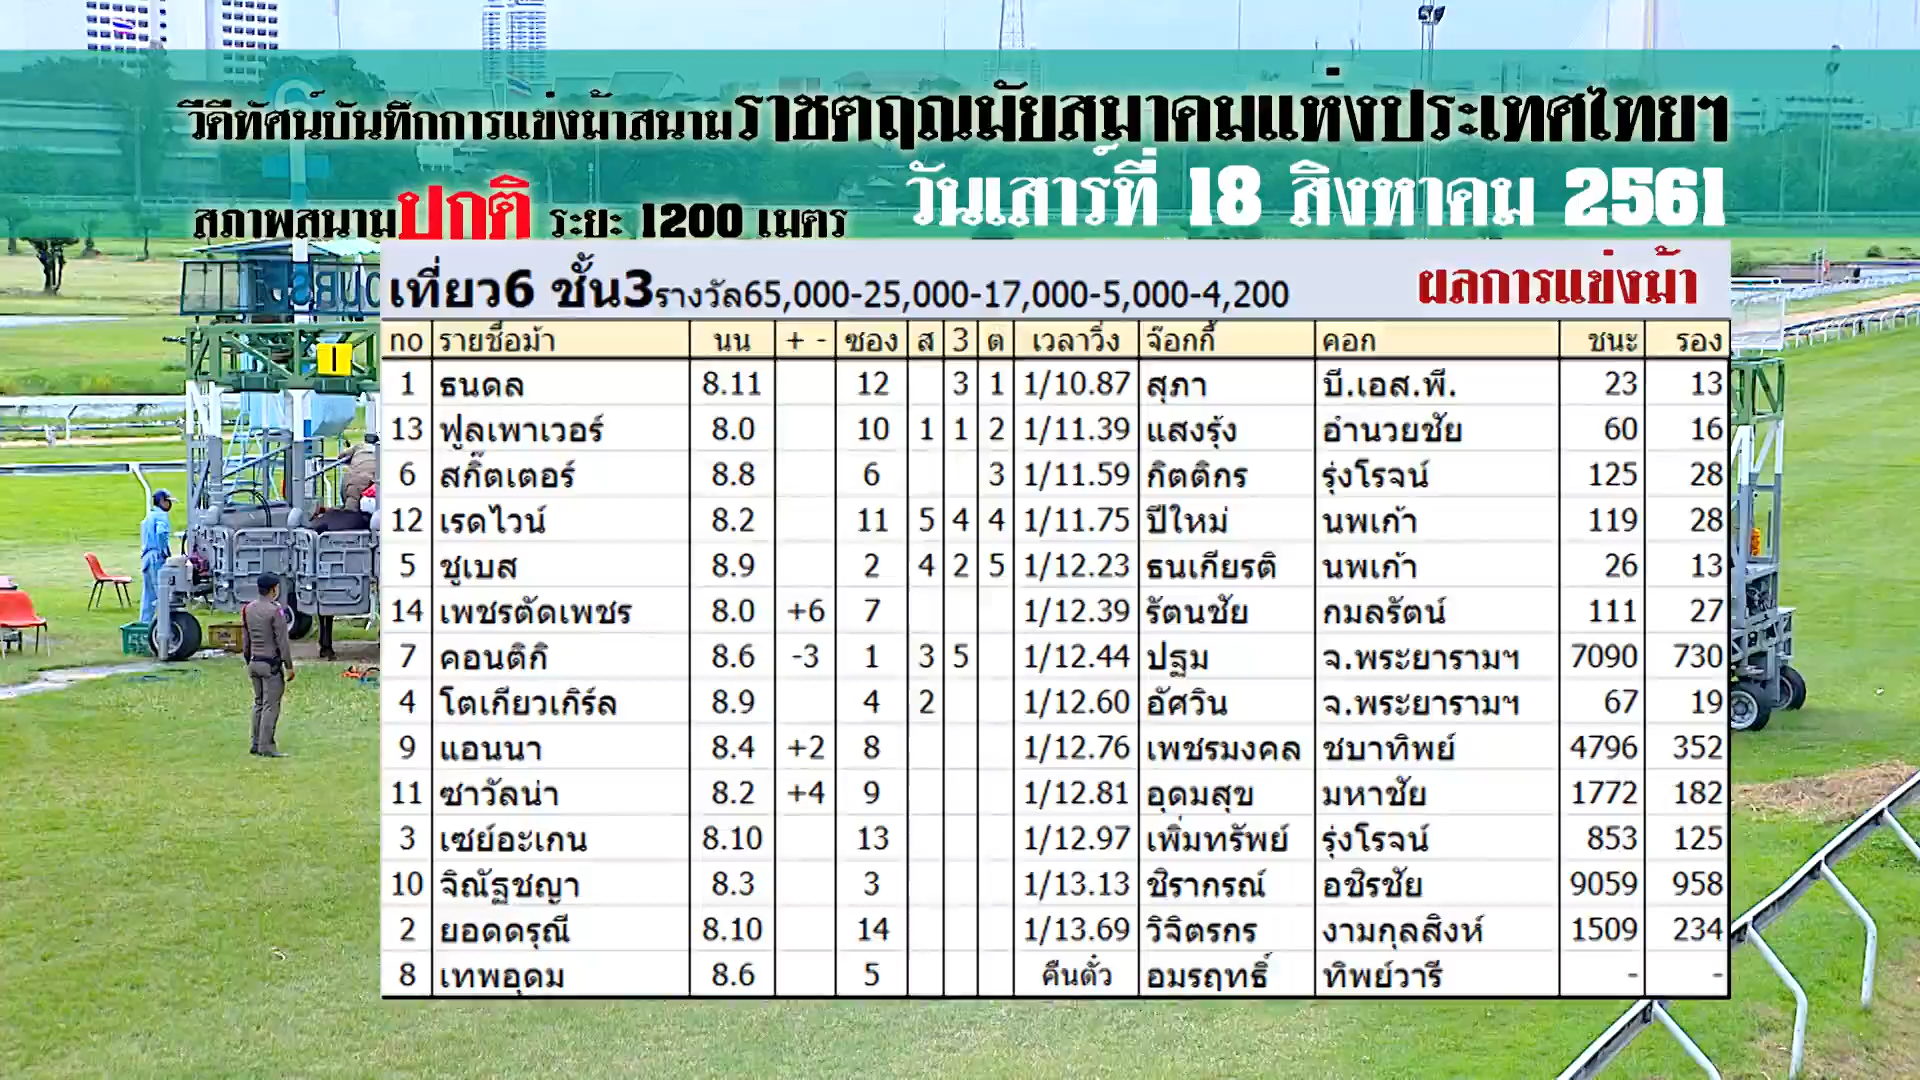 วีดีทัศน์บันทึกการแข่งม้าสนามราชตฤณมัยสมาคมแห่งประเทศไทยฯ
วันเสาร์ที่ 18 สิงหาคม 2561
สภาพสนามปกติ ระยะ 1200 เมตร
เที่ยว6 ชั้น3รางวัล65,000-25,000-17,000-5,000-4,200 ผลการแข่งม้า
no รายชื่อม้า นน + - ซอง ส 3 ต เวลาวิ่ง จ๊อกกี้ คอก ชนะ รอง
1 ธนดล 8.11 12 3 1 1/10.87 สุภา บี.เอส.พี. 23 13
13 ฟูลเพาเวอร์ 8.0 10 1 1 2 1/11.39 แสงรุ้ง อำนวยชัย 60 16
6 สกิ๊ตเตอร์ 8.8 6 3 1/11.59 กิตติกร รุ่งโรจน์ 125 28
12 เรดไวน์ 8.2 11 5 4 4 1/11.75 ปีใหม่ นพเก้า 119 28
5 ชูเบส 8.9 2 4 2 5 1/12.23 ธนเกียรติ นพเก้า 26 13
14 เพชรตัดเพชร 8.0 +6 7 1/12.39 รัตนชัย กมลรัตน์ 111 27
7 คอนติกิ 8.6 -3 1 3 5 1/12.44 ปฐม จ.พระยารามฯ 7090 730
4 โตเกียวเกิร์ล 8.9 4 2 1/12.60 อัศวิน จ.พระยารามฯ 67 19
9 แอนนา 8.4 +2 8 1/12.76 เพชรมงคล ชบาทิพย์ 4796 352
11 ซาวัลน่า 8.2 +4 9 1/12.81 อุดมสุข มหาชัย 1772 182
3 เซย์อะเกน 8.10 13 1/12.97 เพิ่มทรัพย์ รุ่งโรจน์ 853 125
10 จิณัฐชญา 8.3 3 1/13.13 ชิรากรณ์ อชิรชัย 9059 958
2 ยอดดรุณี 8.10 14 1/13.69 วิจิตรกร งามกุลสิงห์ 1509 234
8 เทพอุดม 8.6 5 คืนตั๋ว อมรฤทธิ์ ทิพย์วารี - -